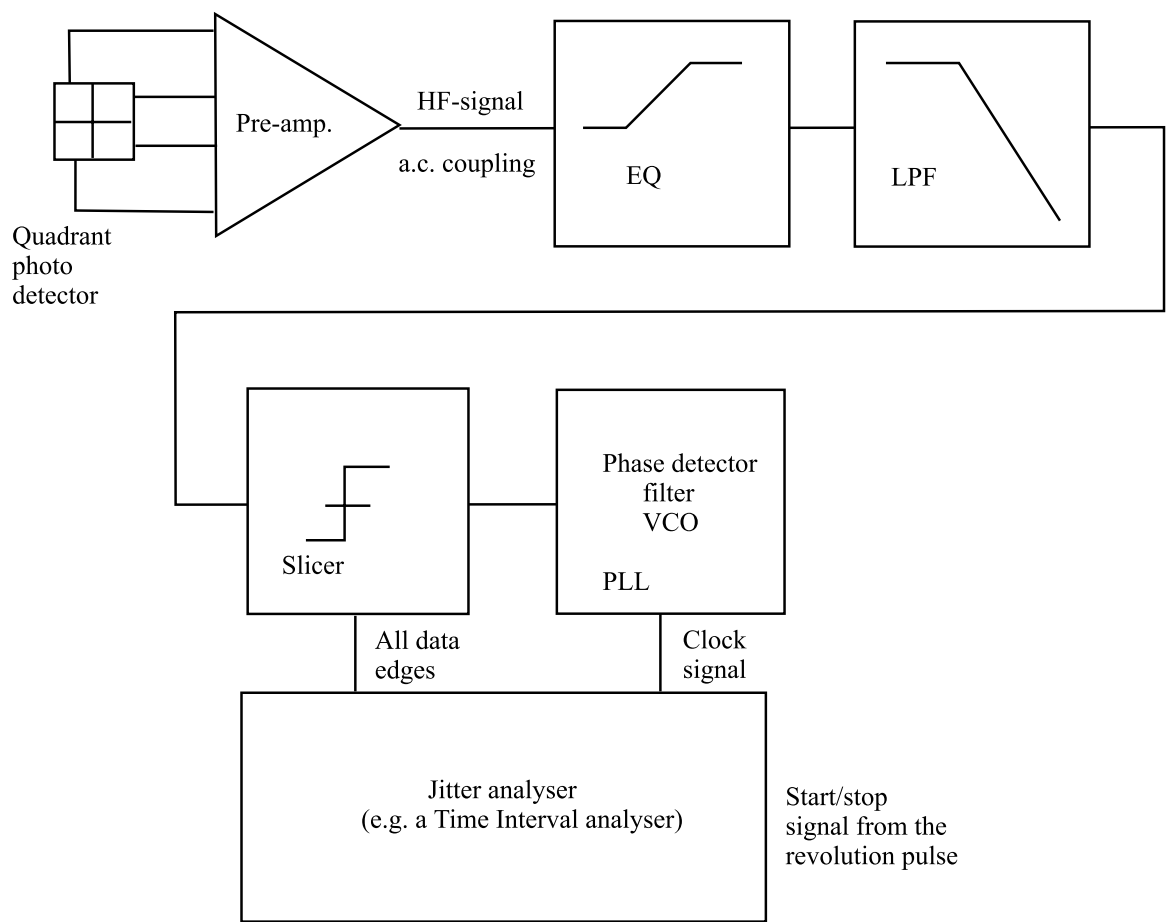 Pre-amp.
HF-signal
a.c. coupling
EQ
LPF
Quadrant
photo
detector
Slicer
Phase detector
filter
VCO
PLL
All data
edges
Clock
signal
Jitter analyser
(e.g. a Time Interval analyser)
Start/stop
signal from the
revolution pulse